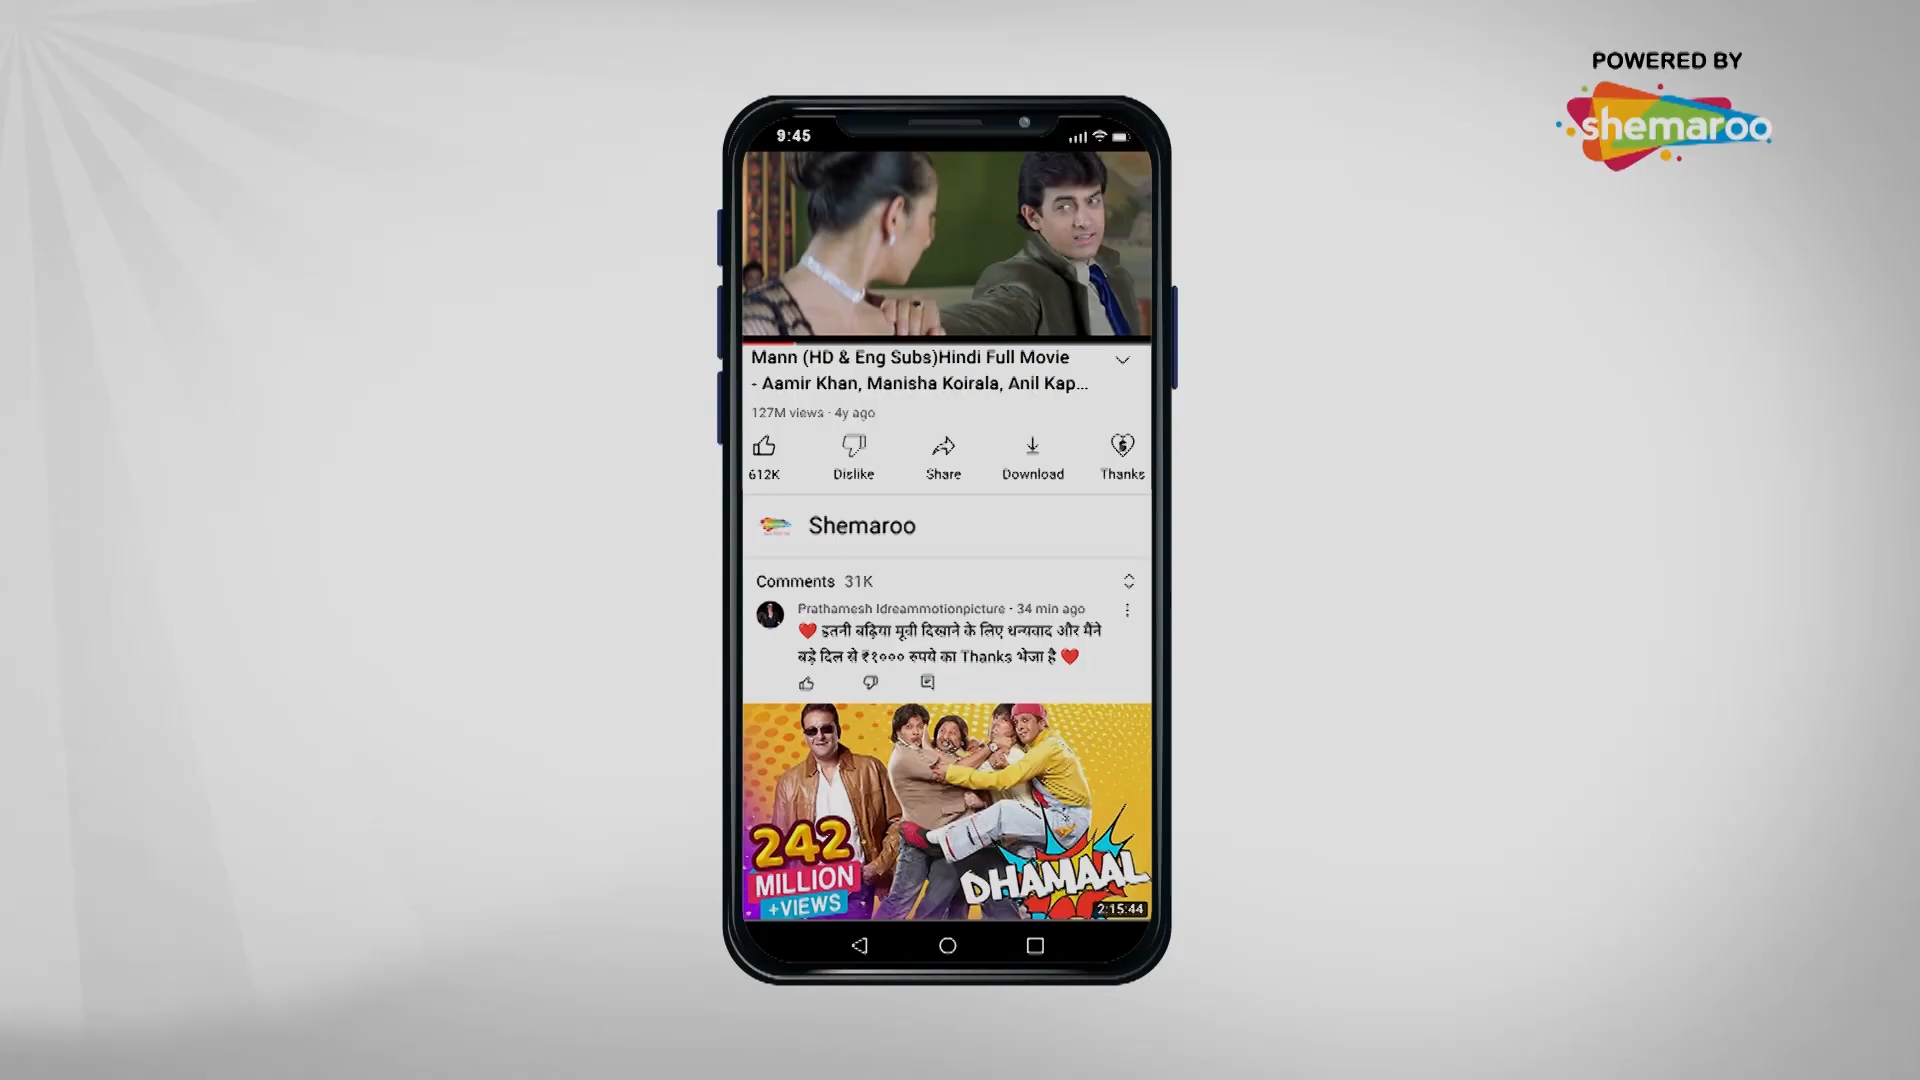 POWERED BY
shemaroo
9:45
Mann (HD & Eng Subs)Hindi Full Movie
- Aamir Khan, Manisha Koirala, Anil Kap...
127M views · 4y ago
612K Dislike Share Download Thanks
Shemaroo
Comments 31K
Prathamesh Idreammotionpicture · 34 min ago
❤️ इतनी बढ़िया मूवी दिखाने के लिए धन्यवाद और मैंने
बड़े दिल से ₹१००० रुपये का Thanks भेजा है ❤️
242
MILLION
+VIEWS
DHAMAAL
2:15:44